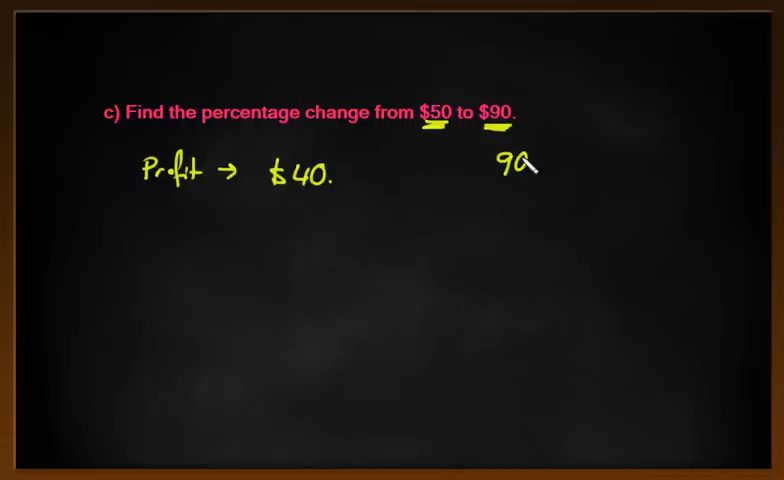 c) Find the percentage change from $50 to $90.
Profit → $40. 90